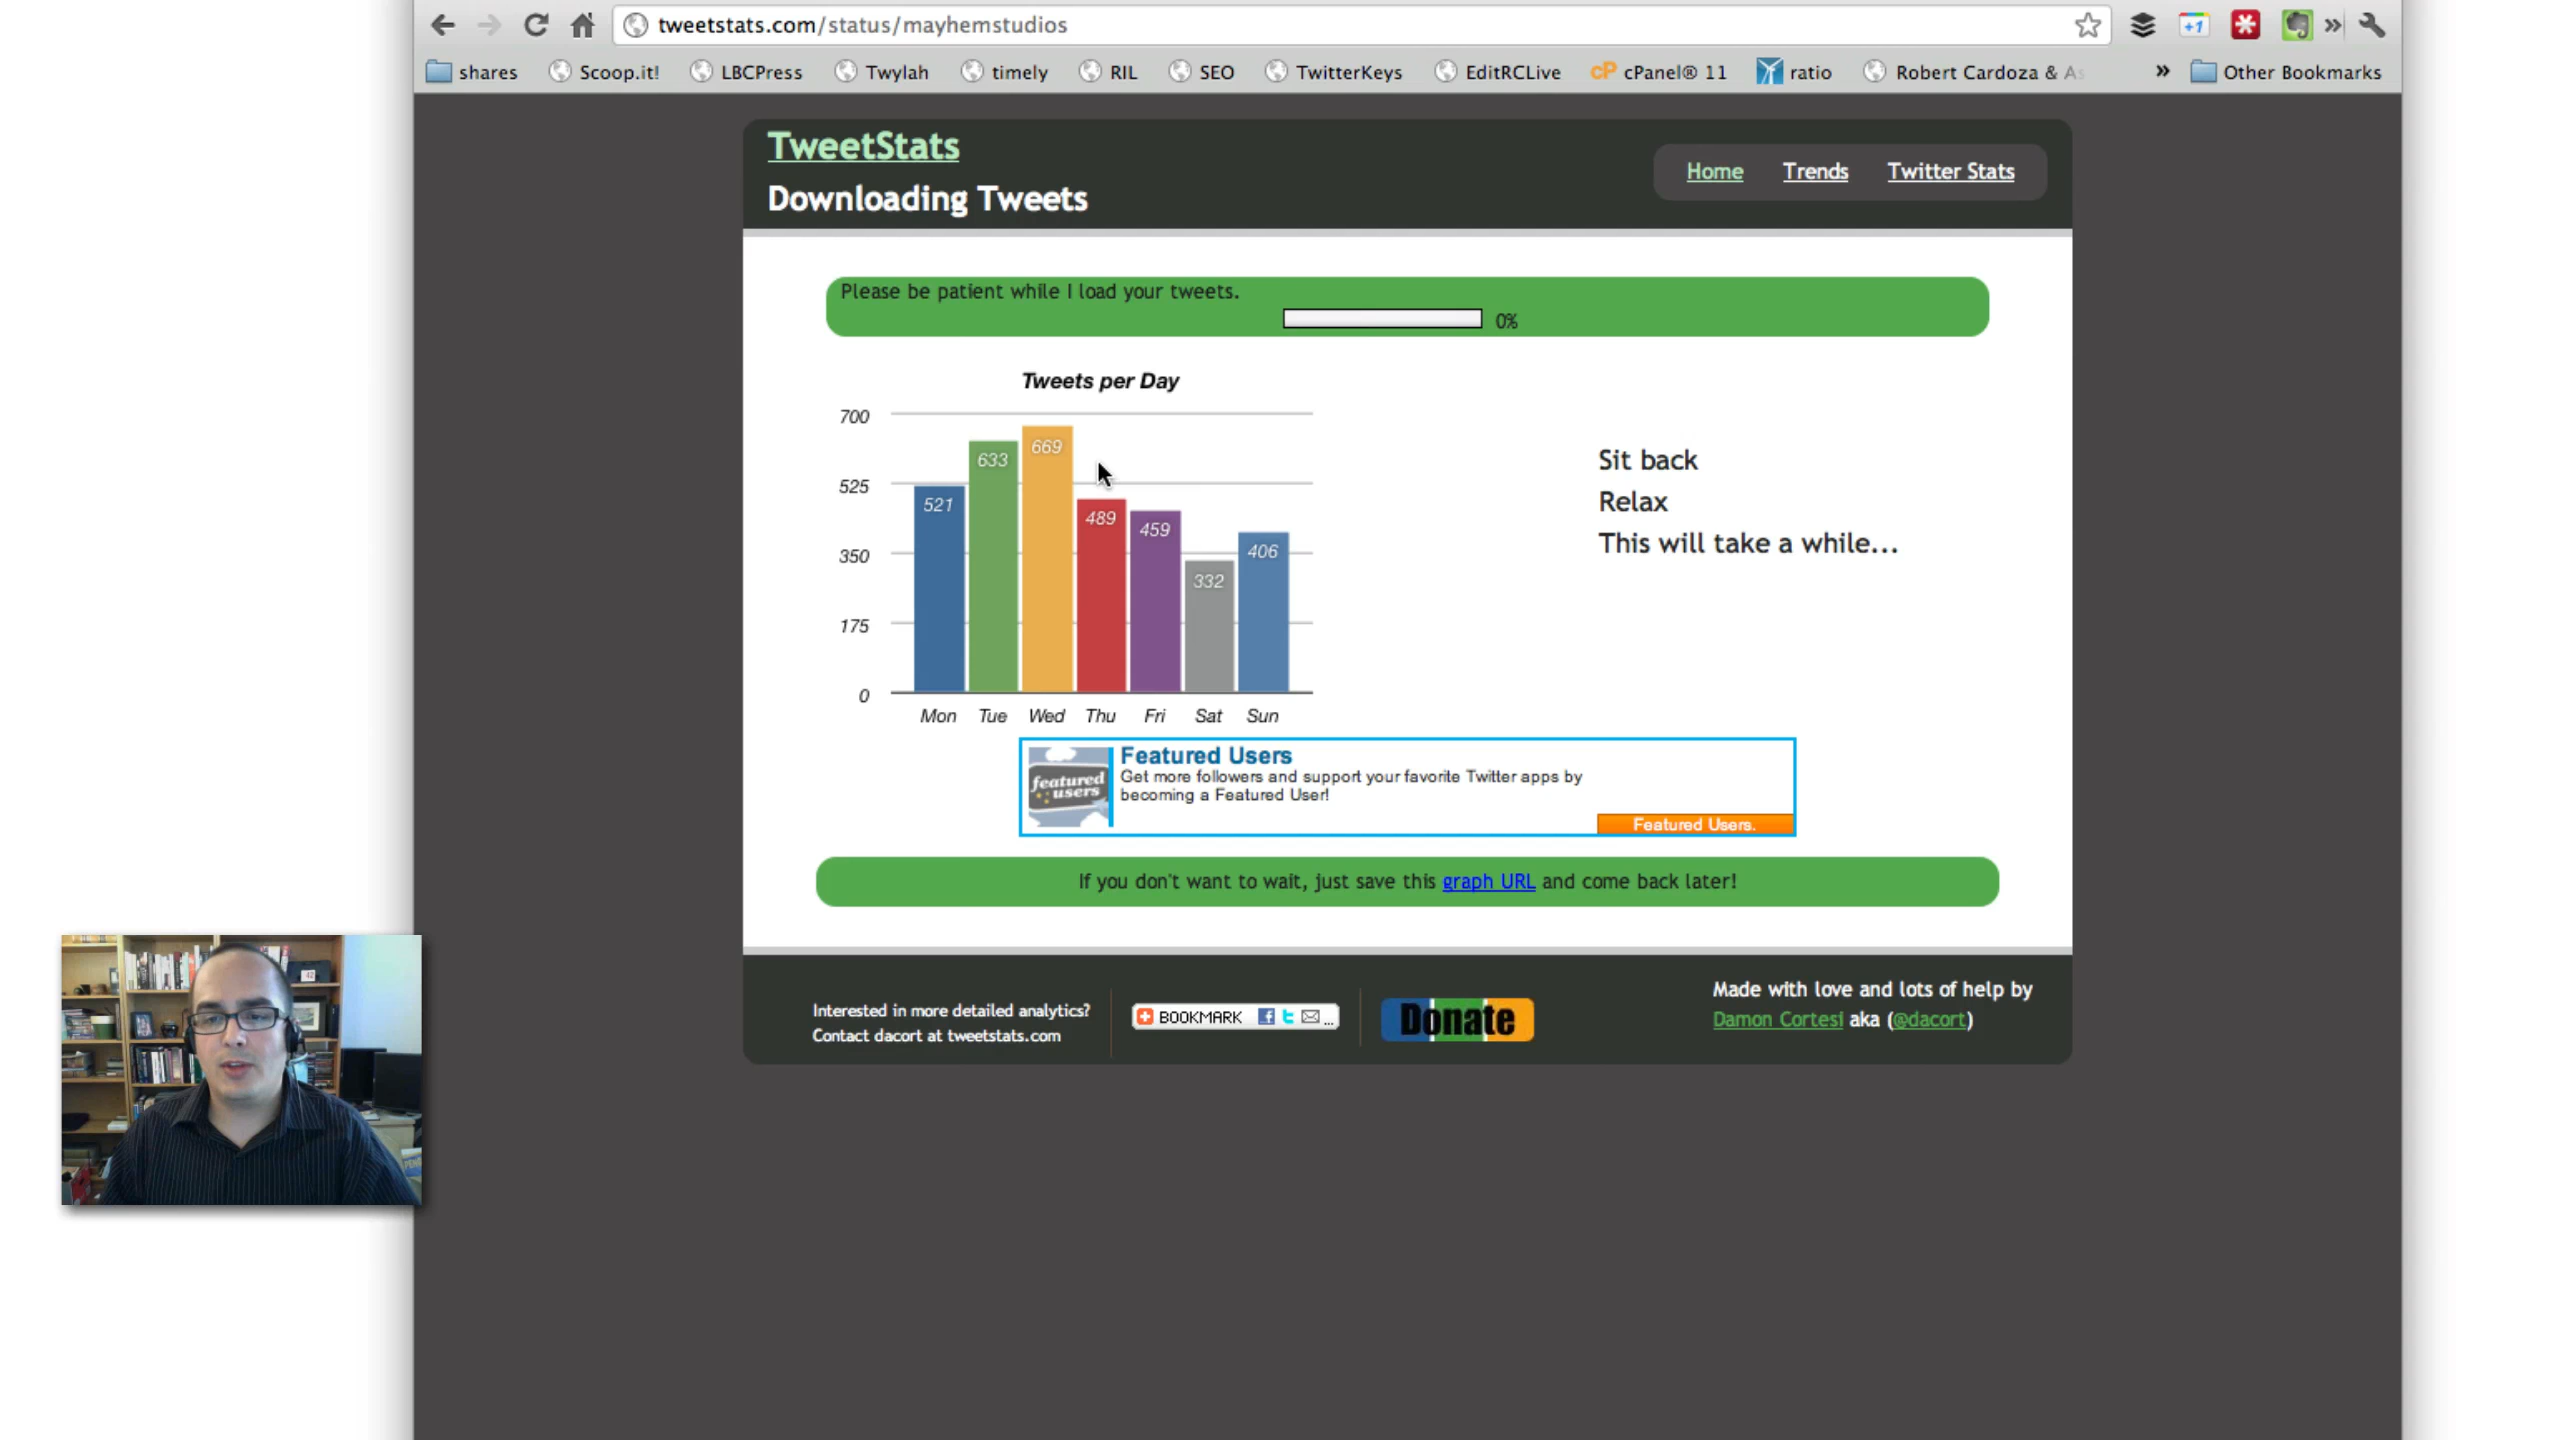 tweetstats.com/status/mayhemstudios
shares Scoop.it! LBCPress Twylah timely RIL SEO TwitterKeys EditRCLive cPanel® 11 ratio Robert Cardoza & As » Other Bookmarks
TweetStats
Downloading Tweets
Home Trends Twitter Stats
Please be patient while I load your tweets.
0%
Tweets per Day
700
525
350
175
0
521
633
669
489
459
332
406
Mon Tue Wed Thu Fri Sat Sun
Sit back
Relax
This will take a while...
featured
users
Featured Users
Get more followers and support your favorite Twitter apps by
becoming a Featured User!
Featured Users.
If you don't want to wait, just save this graph URL and come back later!
Interested in more detailed analytics?
Contact dacort at tweetstats.com
BOOKMARK ...
Donate
Made with love and lots of help by
Damon Cortesi aka (@dacort)